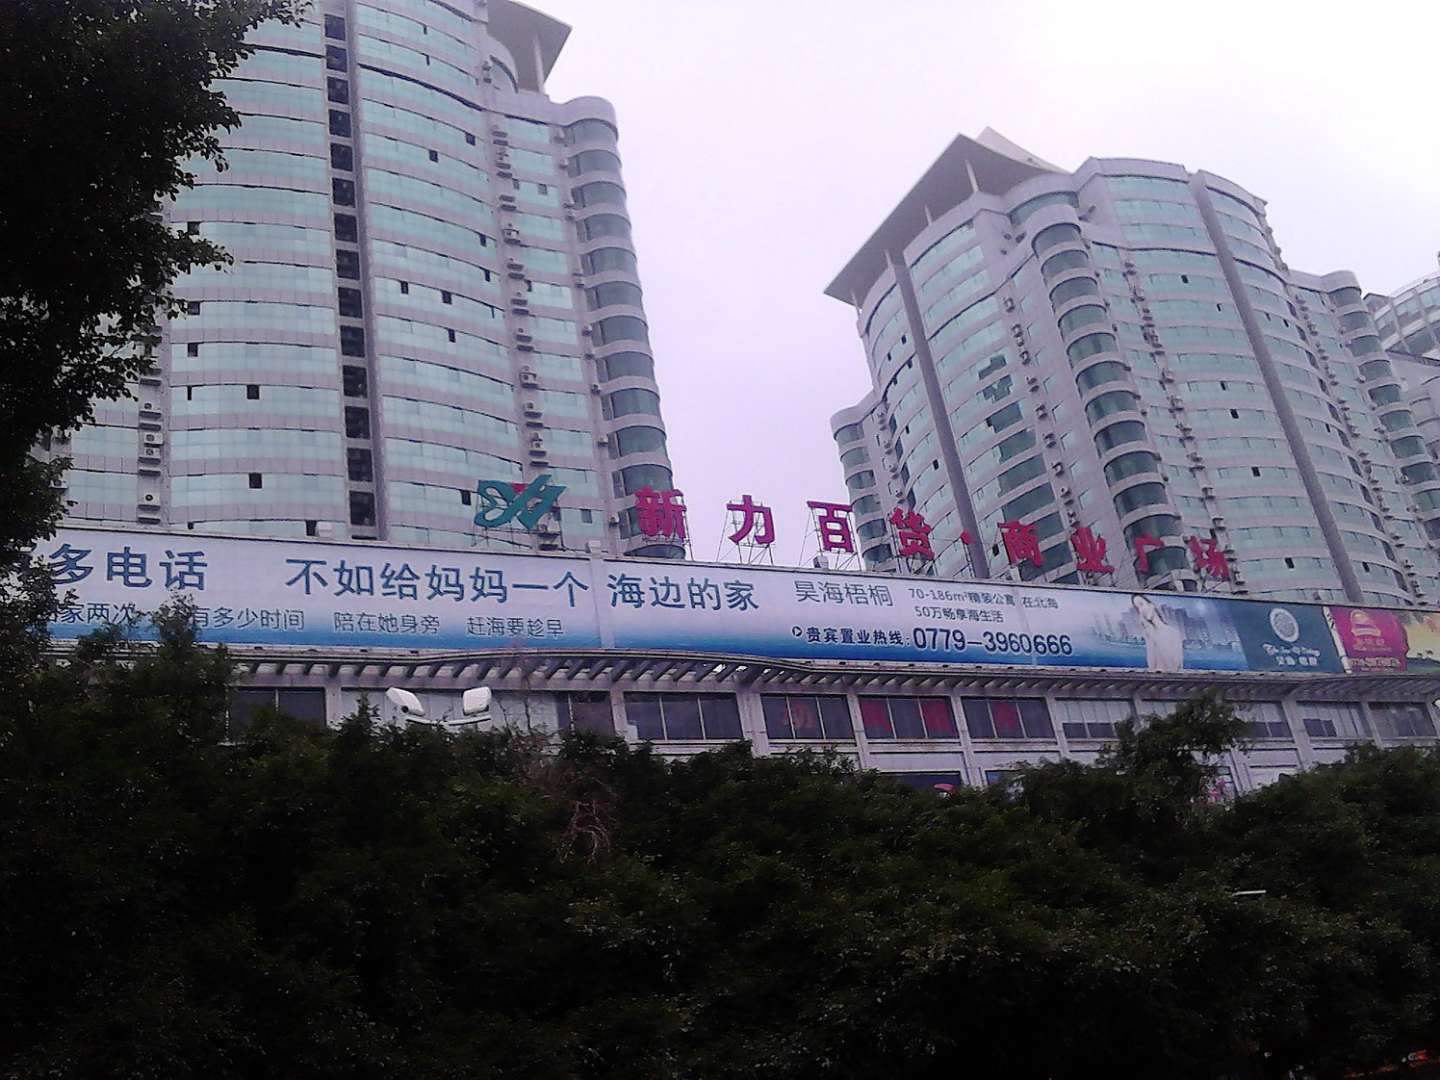 新力百货·商业广场
多电话 不如给妈妈一个 海边的家
家两次 有多少时间 陪在她身旁 赶海要趁早
昊海梧桐
70-186m²精装公寓 在北海
50万畅享海生活
贵宾置业热线:0779-3960666